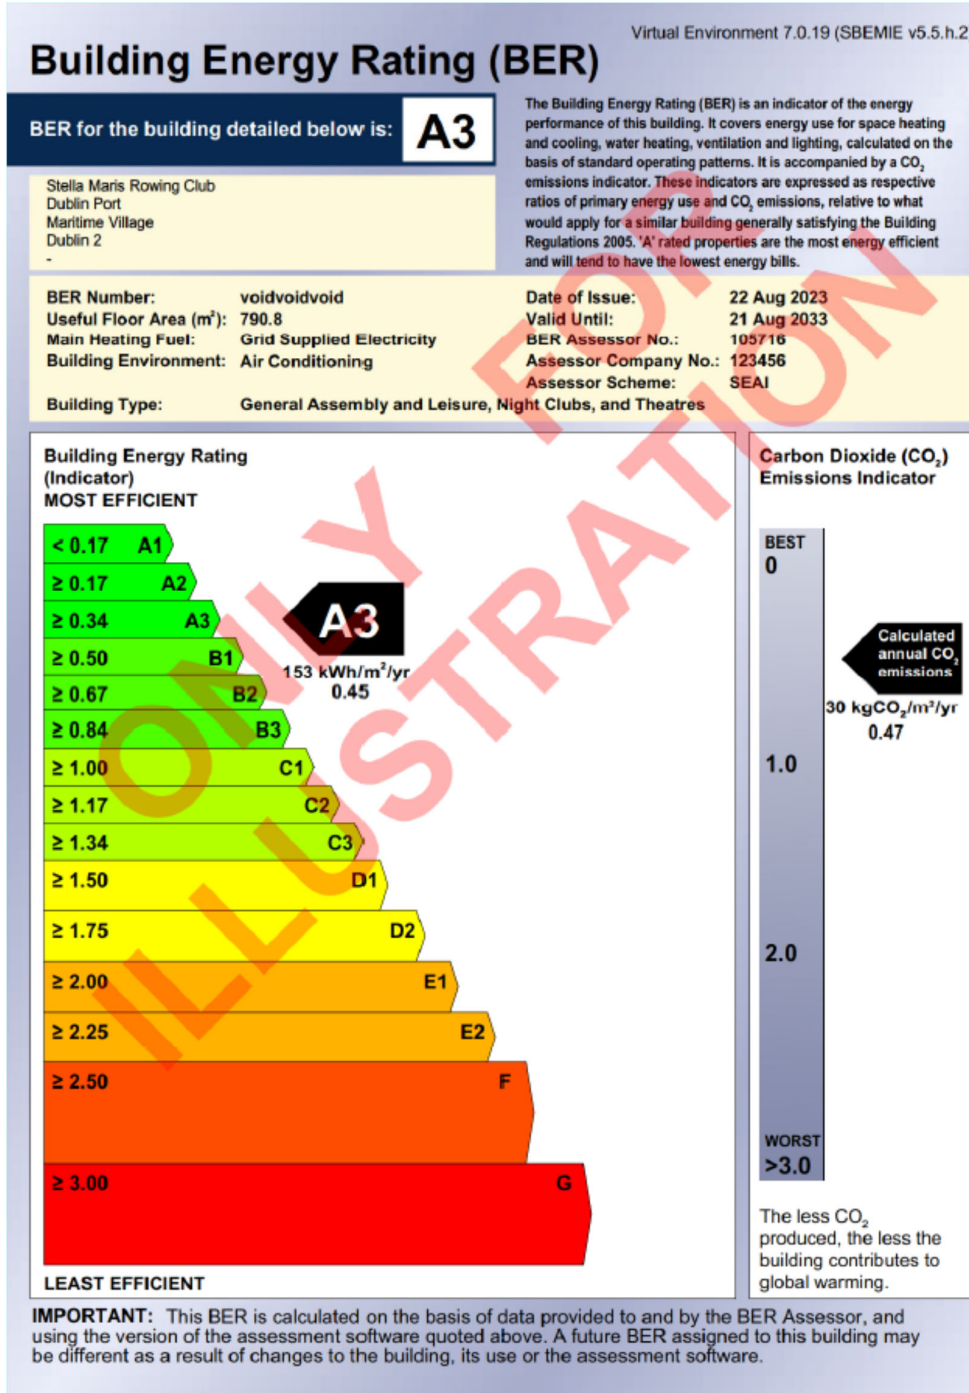 Virtual Environment 7.0.19 (SBEMIE v5.5.h.2
Building Energy Rating (BER)
BER for the building detailed below is: A3
The Building Energy Rating (BER) is an indicator of the energy
performance of this building. It covers energy use for space heating
and cooling, water heating, ventilation and lighting, calculated on the
basis of standard operating patterns. It is accompanied by a CO₂
emissions indicator. These indicators are expressed as respective
ratios of primary energy use and CO₂ emissions, relative to what
would apply for a similar building generally satisfying the Building
Regulations 2005. 'A' rated properties are the most energy efficient
and will tend to have the lowest energy bills.
Stella Maris Rowing Club
Dublin Port
Maritime Village
Dublin 2
-
BER Number: voidvoidvoid
Useful Floor Area (m²): 790.8
Main Heating Fuel: Grid Supplied Electricity
Building Environment: Air Conditioning
Building Type: General Assembly and Leisure, Night Clubs, and Theatres
Date of Issue: 22 Aug 2023
Valid Until: 21 Aug 2033
BER Assessor No.: 105716
Assessor Company No.: 123456
Assessor Scheme: SEAI
ONLY FOR
ILLUSTRATION
Building Energy Rating
(Indicator)
MOST EFFICIENT
< 0.17 A1
≥ 0.17 A2
≥ 0.34 A3
≥ 0.50 B1
≥ 0.67 B2
≥ 0.84 B3
≥ 1.00 C1
≥ 1.17 C2
≥ 1.34 C3
≥ 1.50 D1
≥ 1.75 D2
≥ 2.00 E1
≥ 2.25 E2
≥ 2.50 F
≥ 3.00 G
LEAST EFFICIENT
A3
153 kWh/m²/yr
0.45
Carbon Dioxide (CO₂)
Emissions Indicator
BEST
0
1.0
2.0
WORST
>3.0
Calculated
annual CO₂
emissions
30 kgCO₂/m²/yr
0.47
The less CO₂
produced, the less the
building contributes to
global warming.
IMPORTANT: This BER is calculated on the basis of data provided to and by the BER Assessor, and
using the version of the assessment software quoted above. A future BER assigned to this building may
be different as a result of changes to the building, its use or the assessment software.